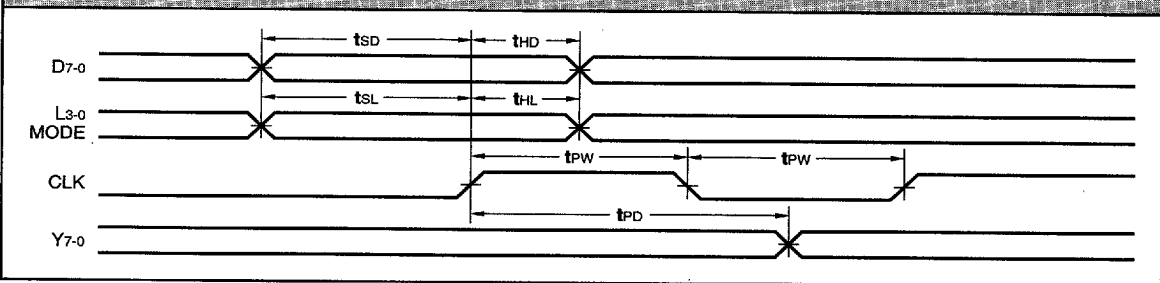 tSD tHD
D7-0
tSL tHL
L3-0
MODE
tPW tPW
CLK
tPD
Y7-0